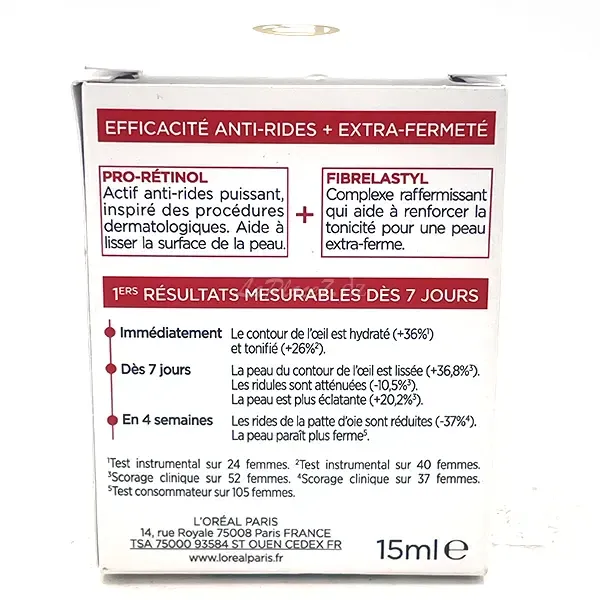 EFFICACITÉ ANTI-RIDES + EXTRA-FERMETÉ
PRO-RÉTINOL
Actif anti-rides puissant,
inspiré des procédures
dermatologiques. Aide à
lisser la surface de la peau.
+
FIBRELASTYL
Complexe raffermissant
qui aide à renforcer la
tonicité pour une peau
extra-ferme.
1ERS RÉSULTATS MESURABLES DÈS 7 JOURS
Immédiatement Le contour de l'œil est hydraté (+36%¹)
et tonifié (+26%²).
Dès 7 jours La peau du contour de l'œil est lissée (+36,8%³).
Les ridules sont atténuées (-10,5%³).
La peau est plus éclatante (+20,2%³).
En 4 semaines Les rides de la patte d'oie sont réduites (-37%⁴).
La peau paraît plus ferme⁵.
¹Test instrumental sur 24 femmes. ²Test instrumental sur 40 femmes.
³Scorage clinique sur 52 femmes. ⁴Scorage clinique sur 37 femmes.
⁵Test consommateur sur 105 femmes.
L'ORÉAL PARIS
14, rue Royale 75008 Paris FRANCE
TSA 75000 93584 ST OUEN CEDEX FR
www.lorealparis.com
15ml e